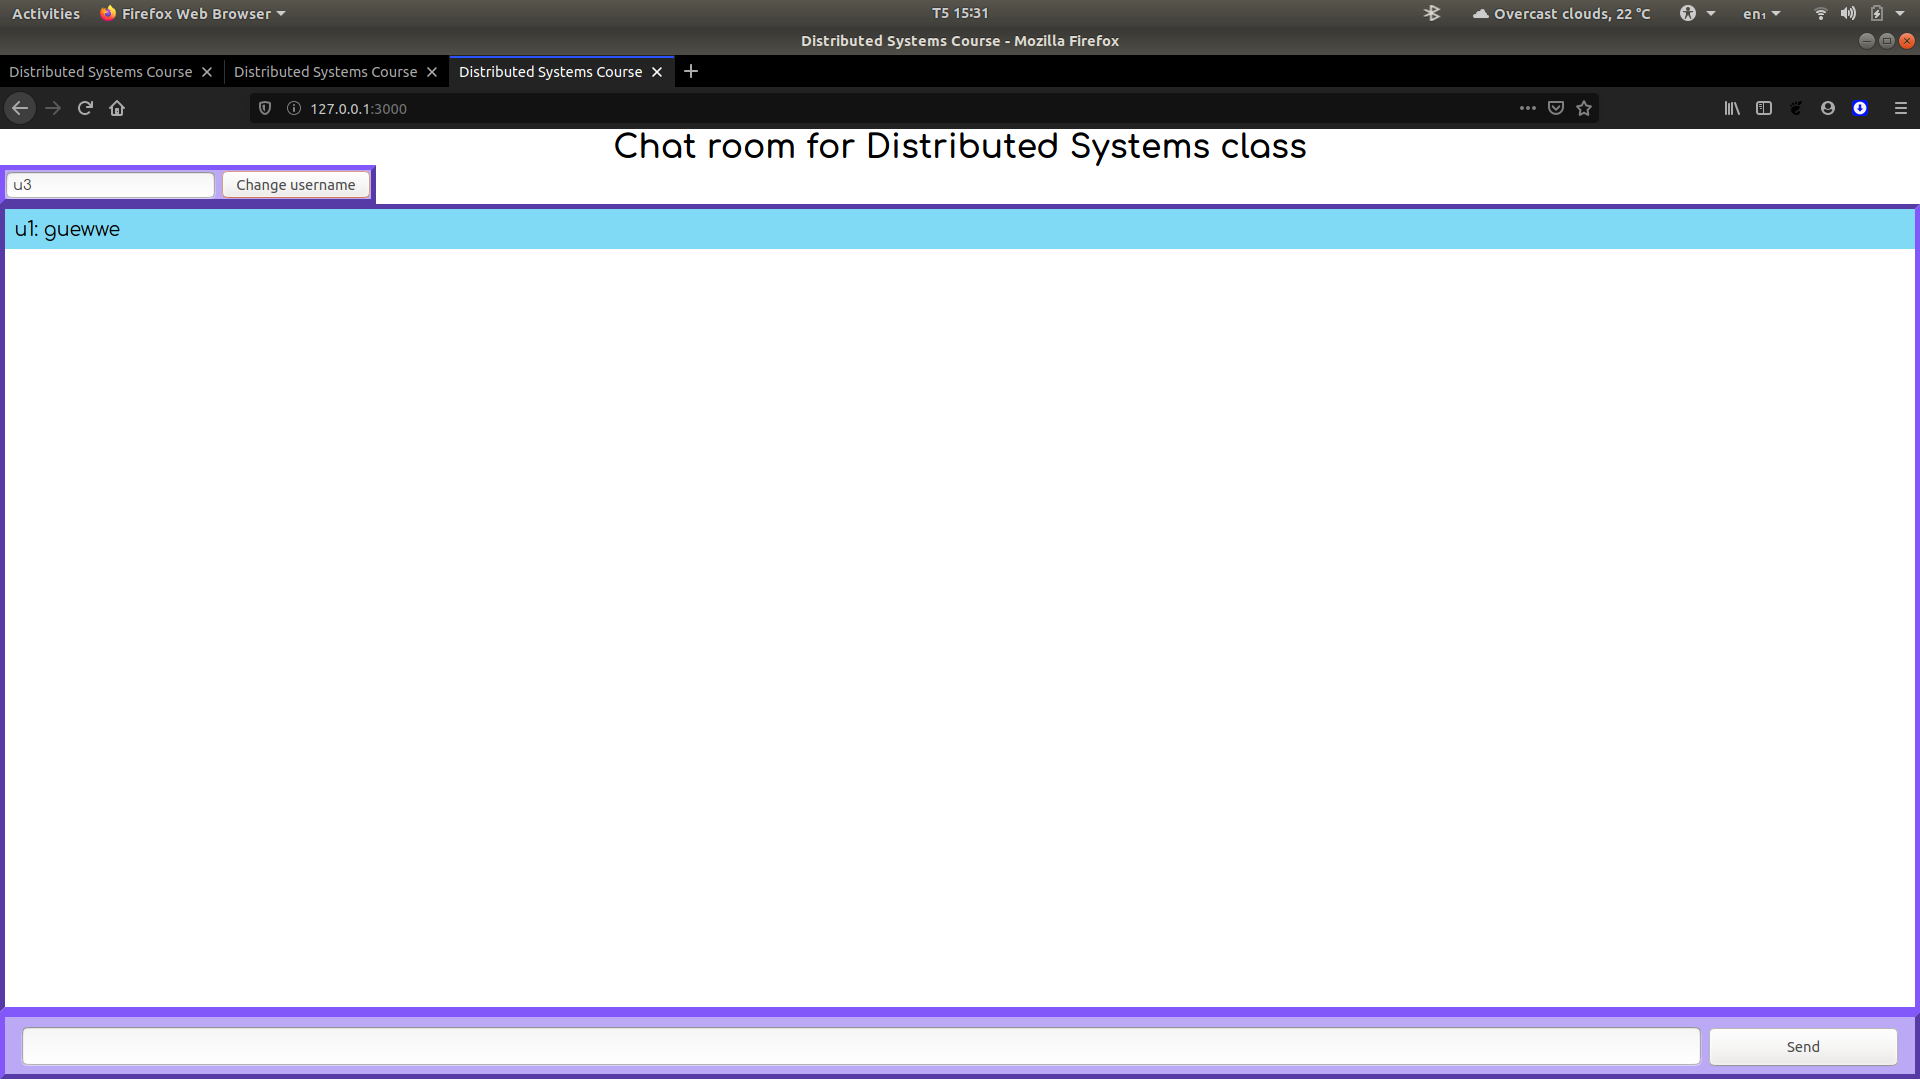 Activities Firefox Web Browser T5 15:31 Overcast clouds, 22 °C en₁
Distributed Systems Course - Mozilla Firefox
Distributed Systems Course Distributed Systems Course Distributed Systems Course
127.0.0.1:3000
Chat room for Distributed Systems class
u3 Change username
u1: guewwe
Send